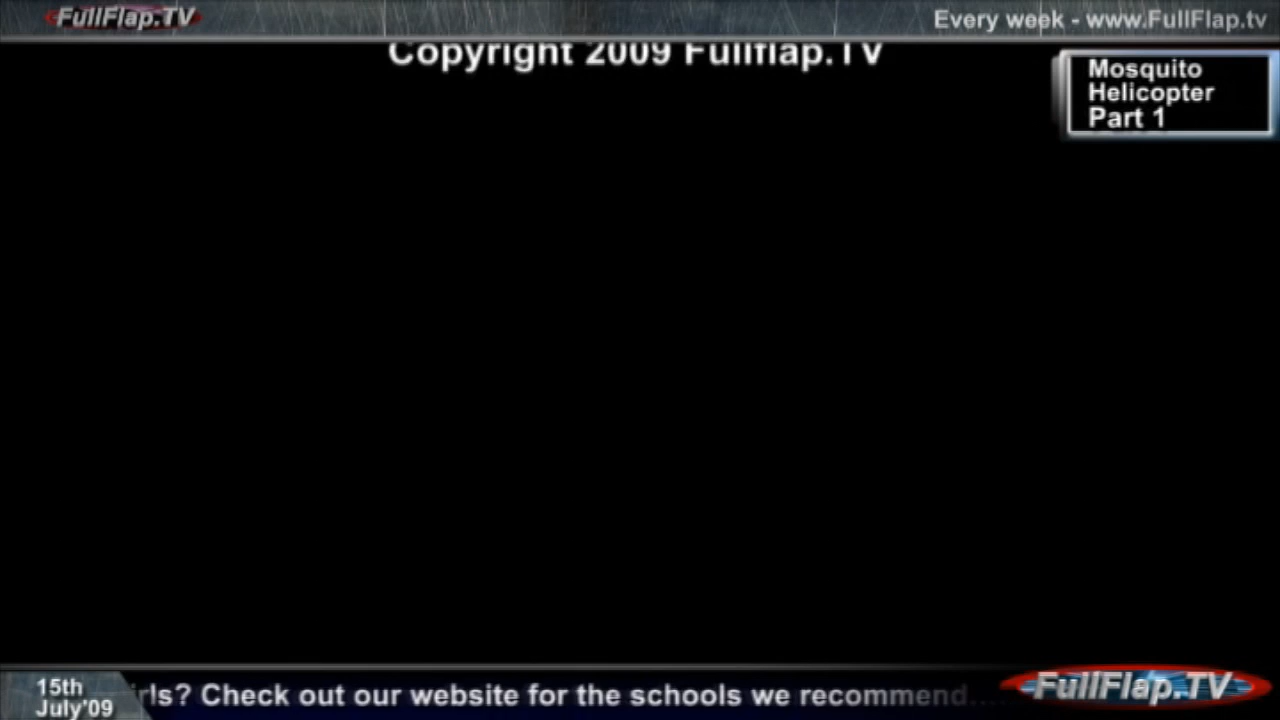 FullFlap.TV
Every week - www.FullFlap.tv
Copyright 2009 Fullflap.TV
Mosquito
Helicopter
Part 1
15th
July'09
Check out our website for the schools we recommend...
FullFlap.TV